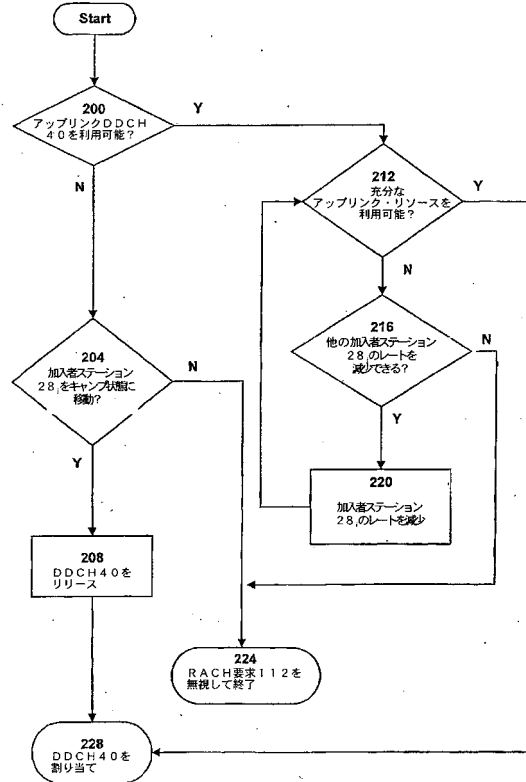 Start
200
アップリンクDDCH
40を利用可能?
Y
N
212
充分な
アップリンク・リソースを
利用可能?
Y
N
216
他の加入者ステーション
28ⱼのレートを
減少できる?
N
Y
204
加入者ステーション
28ⱼをキャンプ状態に
移動?
N
Y
220
加入者ステーション
28ⱼのレートを減少
208
DDCH40を
リリース
224
RACH要求112を
無視して終了
228
DDCH40を
割り当て